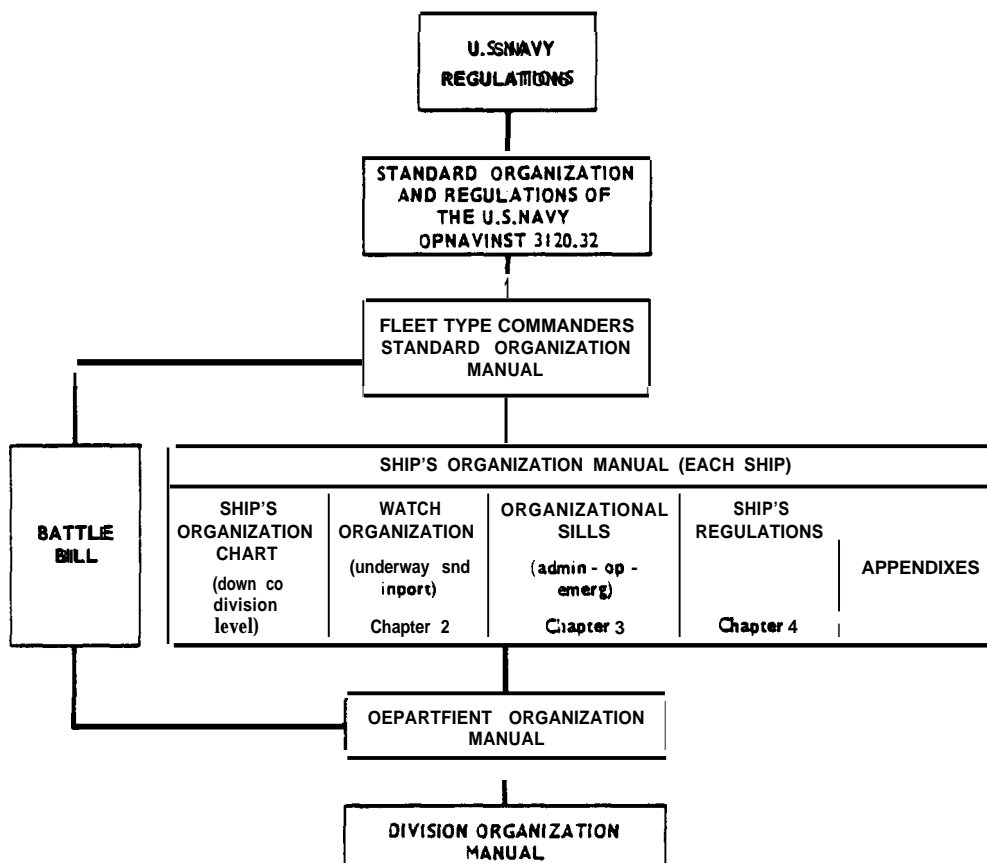 U.S.NAVY
REGULATIONS
STANDARD ORGANIZATION
AND REGULATIONS OF
THE U.S.NAVY
OPNAVINST 3120.32
FLEET TYPE COMMANDERS
STANDARD ORGANIZATION
MANUAL
BATTLE
BILL
SHIP'S ORGANIZATION MANUAL (EACH SHIP)
SHIP'S
ORGANIZATION
CHART
(down co
division
level)
WATCH
ORGANIZATION
(underway snd
inport)
Chapter 2
ORGANIZATIONAL
SILLS
(admin - op -
emerg)
Chapter 3
SHIP'S
REGULATIONS
Chapter 4
APPENDIXES
OEPARTFIENT ORGANIZATION
MANUAL
DIVISION ORGANIZATION
MANUAL